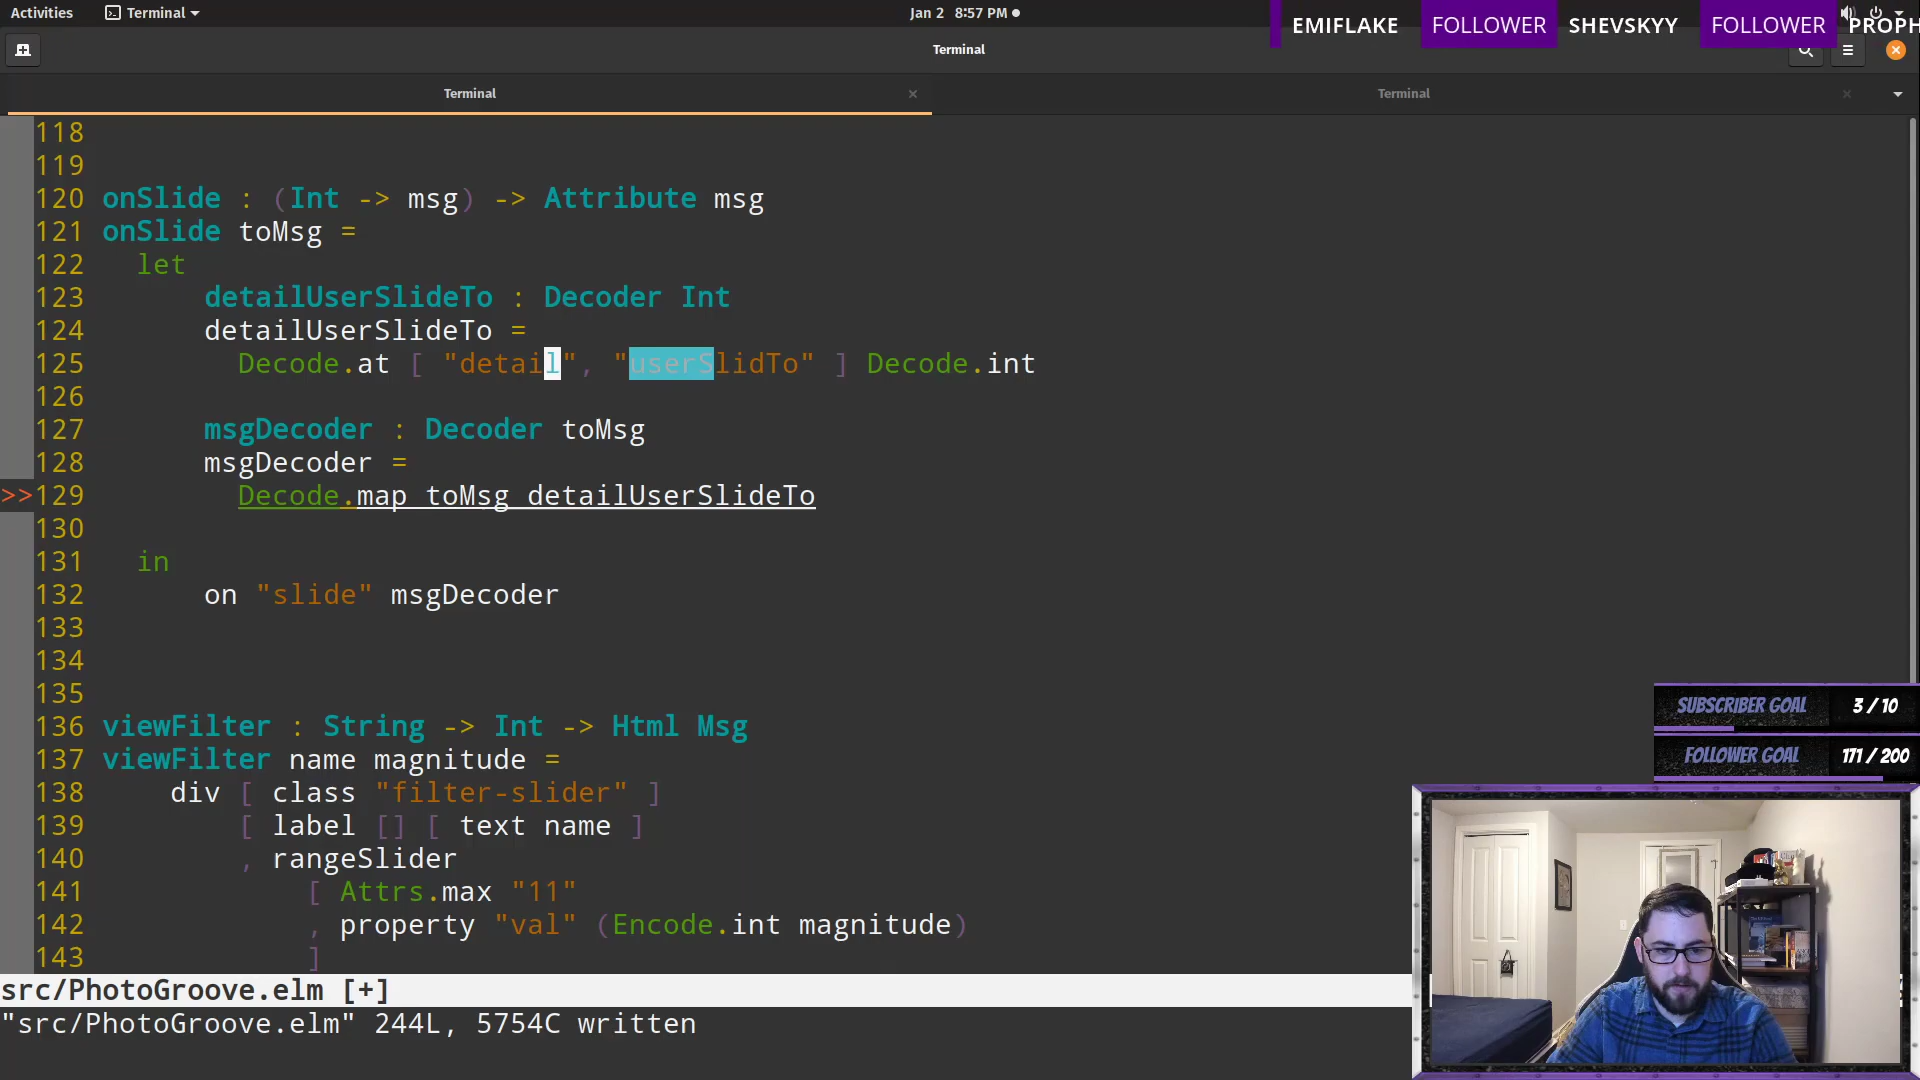 Activities
Terminal
Jan 2 8:57 PM
EMIFLAKE FOLLOWER SHEVSKYY FOLLOWER PROPH
Terminal
Terminal
Terminal
118
119
120 onSlide : (Int -> msg) -> Attribute msg
121 onSlide toMsg =
122 let
123 detailUserSlideTo : Decoder Int
124 detailUserSlideTo =
125 Decode.at [ "detail", "userSlidTo" ] Decode.int
126
127 msgDecoder : Decoder toMsg
128 msgDecoder =
>>129 Decode.map toMsg detailUserSlideTo
130
131 in
132 on "slide" msgDecoder
133
134
135
136 viewFilter : String -> Int -> Html Msg
137 viewFilter name magnitude =
138 div [ class "filter-slider" ]
139 [ label [] [ text name ]
140 , rangeSlider
141 [ Attrs.max "11"
142 , property "val" (Encode.int magnitude)
143 ]
SUBSCRIBER GOAL 3 / 10
FOLLOWER GOAL 171 / 200
src/PhotoGroove.elm [+]
"src/PhotoGroove.elm" 244L, 5754C written